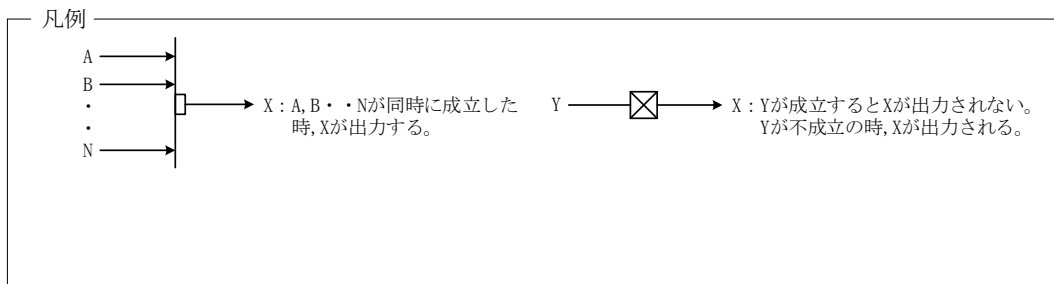 凡例
A
B
・
・
N
X：A,B・・Nが同時に成立した
時,Xが出力する。
Y
X：Yが成立するとXが出力されない。
Yが不成立の時,Xが出力される。